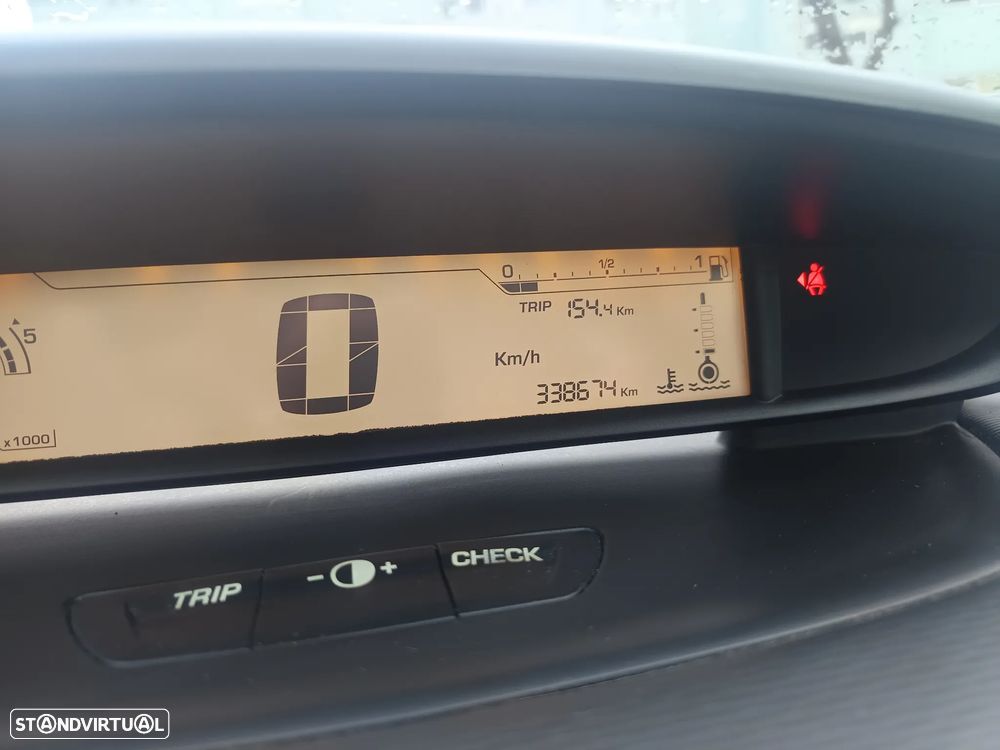 0 1/2 1
5
TRIP 154.4 Km
0
Km/h
338674 Km
x1000
TRIP - + CHECK
STANDVIRTUAL